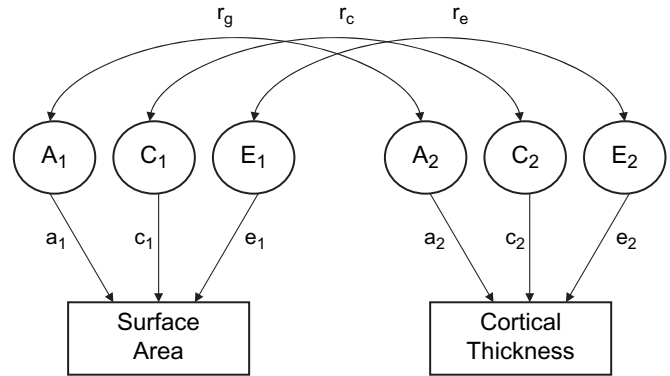 r_g r_c r_e
A_1 C_1 E_1 A_2 C_2 E_2
a_1 c_1 e_1 a_2 c_2 e_2
Surface Cortical
Area Thickness